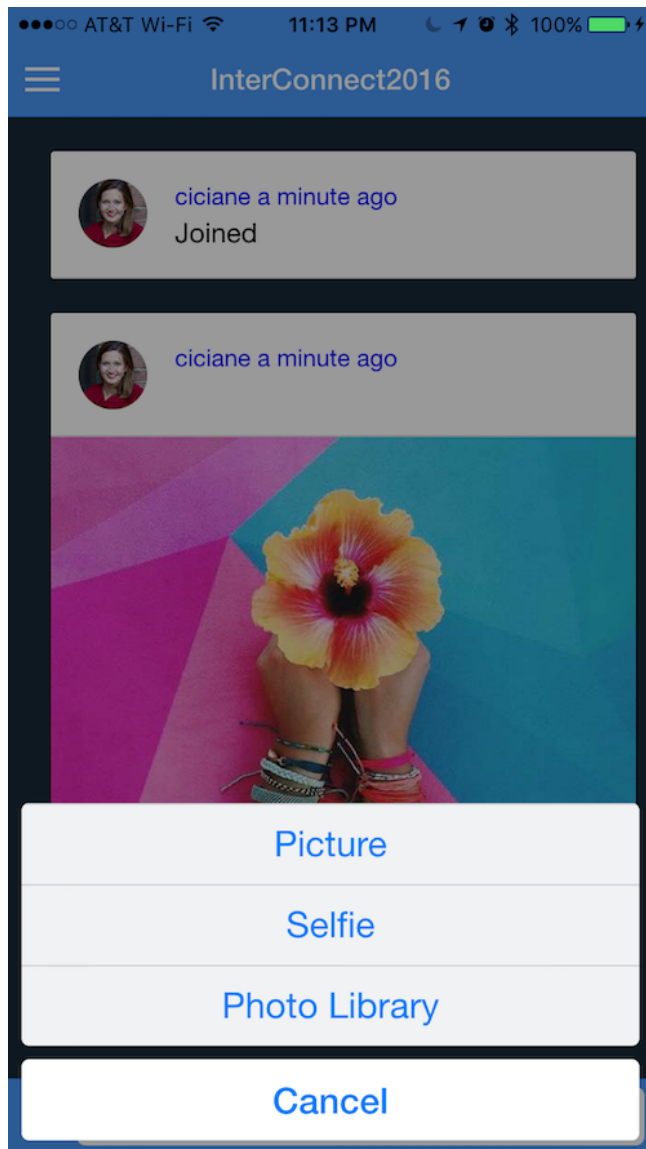 AT&T Wi-Fi 11:13 PM 100%
InterConnect2016
ciciane a minute ago
Joined
ciciane a minute ago
Picture
Selfie
Photo Library
Cancel